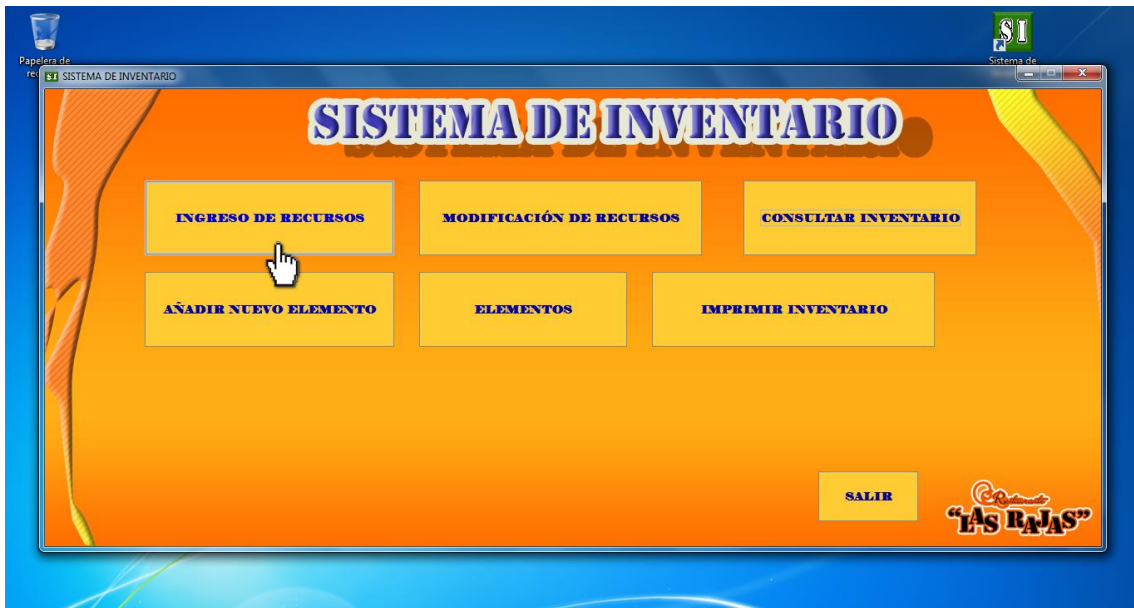 SI
Papelera de
Sistema de
SI SISTEMA DE INVENTARIO
SISTEMA DE INVENTARIO
INGRESO DE RECURSOS
MODIFICACIÓN DE RECURSOS
CONSULTAR INVENTARIO
AÑADIR NUEVO ELEMENTO
ELEMENTOS
IMPRIMIR INVENTARIO
SALIR
Restaurante
“LAS RAJAS”